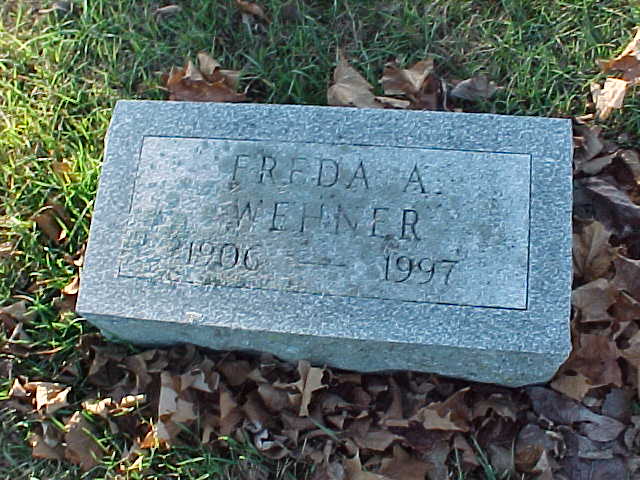 FREDA A.
WEHNER
1906 — 1997